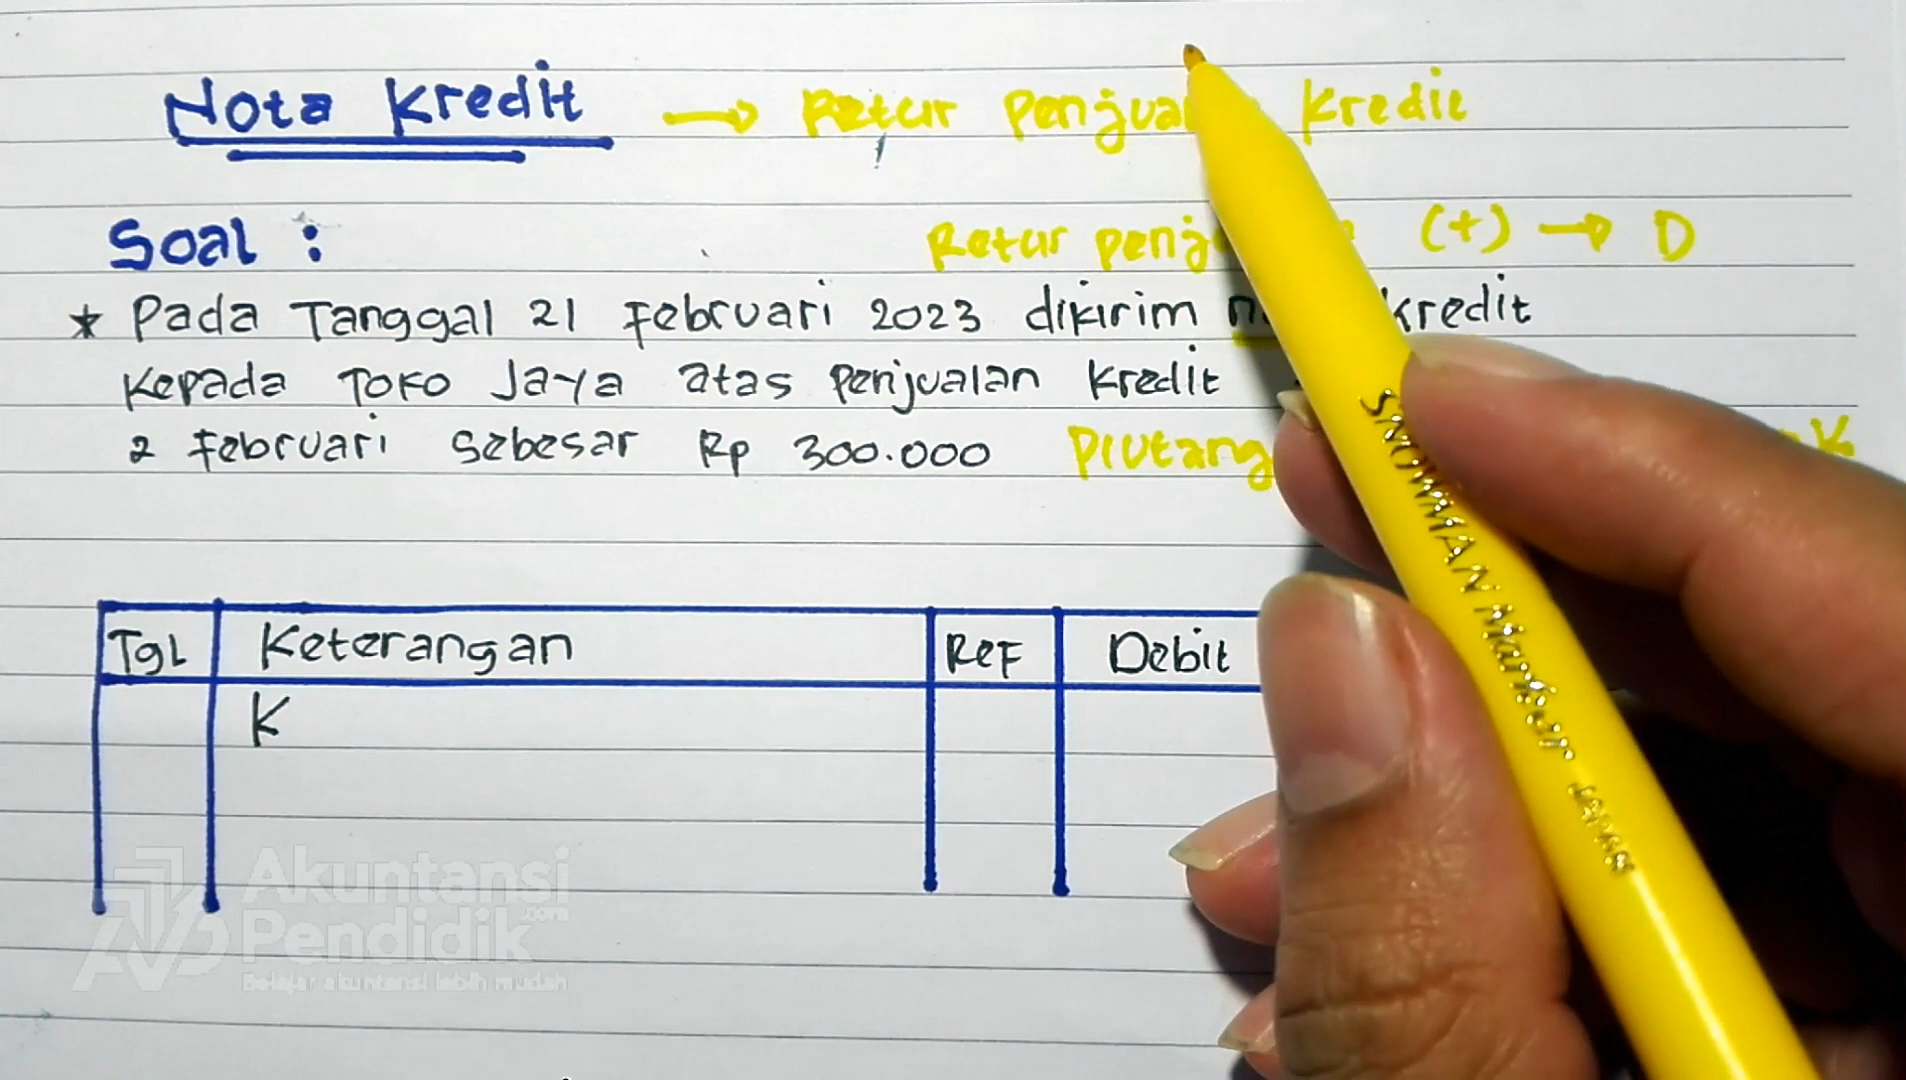 Nota Kredit → Retur Penjua Kredit
Soal :
Retur penj (+) → D
* Pada Tanggal 21 Februari 2023 dikirim kredit
kepada Toko Jaya atas penjualan kredit
2 Februari sebesar Rp 300.000 Piutang K
Tgl Keterangan Ref Debit
K
SNOWMAN Marker JAPAN
Akuntansi
Pendidik
.com
Belajar akuntansi lebih mudah